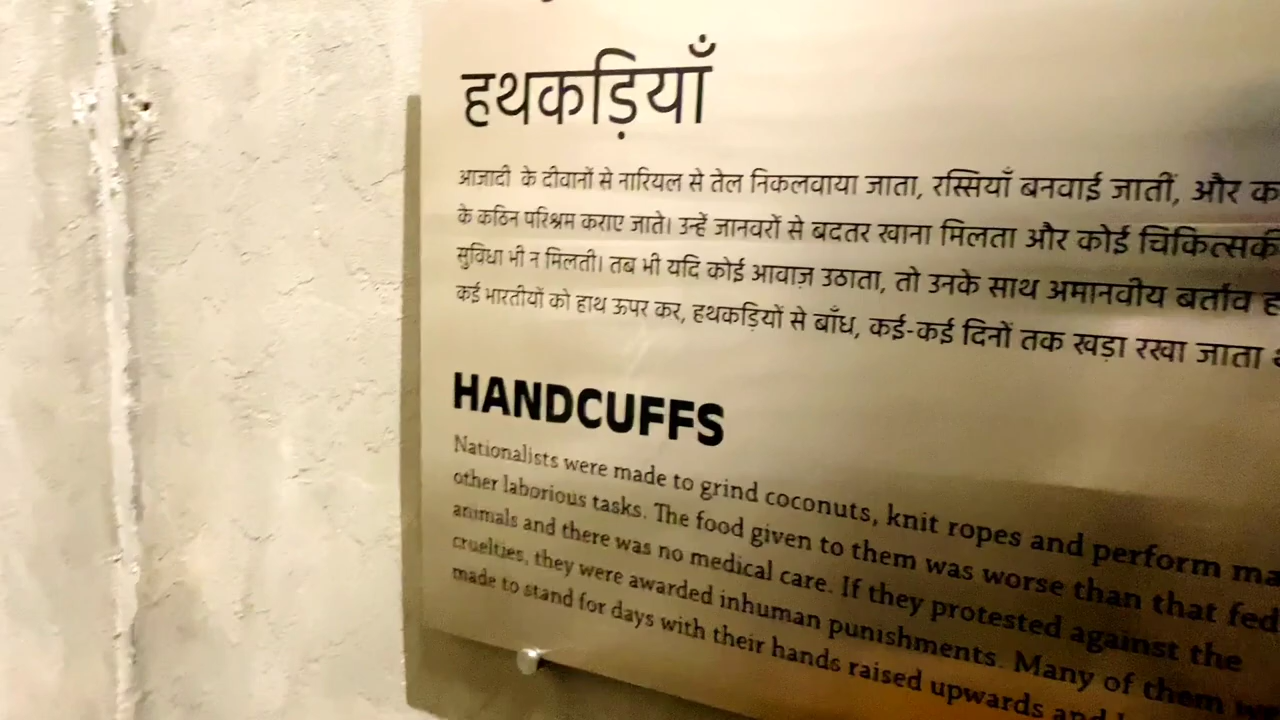 हथकड़ियाँ
आजादी के दीवानों से नारियल से तेल निकलवाया जाता, रस्सियाँ बनवाई जातीं, और
के कठिन परिश्रम कराए जाते। उन्हें जानवरों से बदतर खाना मिलता और कोई चिकित्सकी
सुविधा भी न मिलती। तब भी यदि कोई आवाज़ उठाता, तो उनके साथ अमानवीय बर्ताव
कई भारतीयों को हाथ ऊपर कर, हथकड़ियों से बाँध, कई-कई दिनों तक खड़ा रखा जाता
HANDCUFFS
Nationalists were made to grind coconuts, knit ropes and perform ma
other laborious tasks. The food given to them was worse than that fed
animals and there was no medical care. If they protested against the
cruelties, they were awarded inhuman punishments. Many of them
made to stand for days with their hands raised upwards and